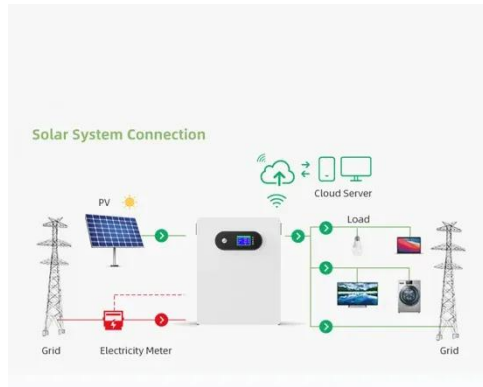 Solar System Connection
Cloud Server
PV
Load
Grid
Electricity Meter
Grid